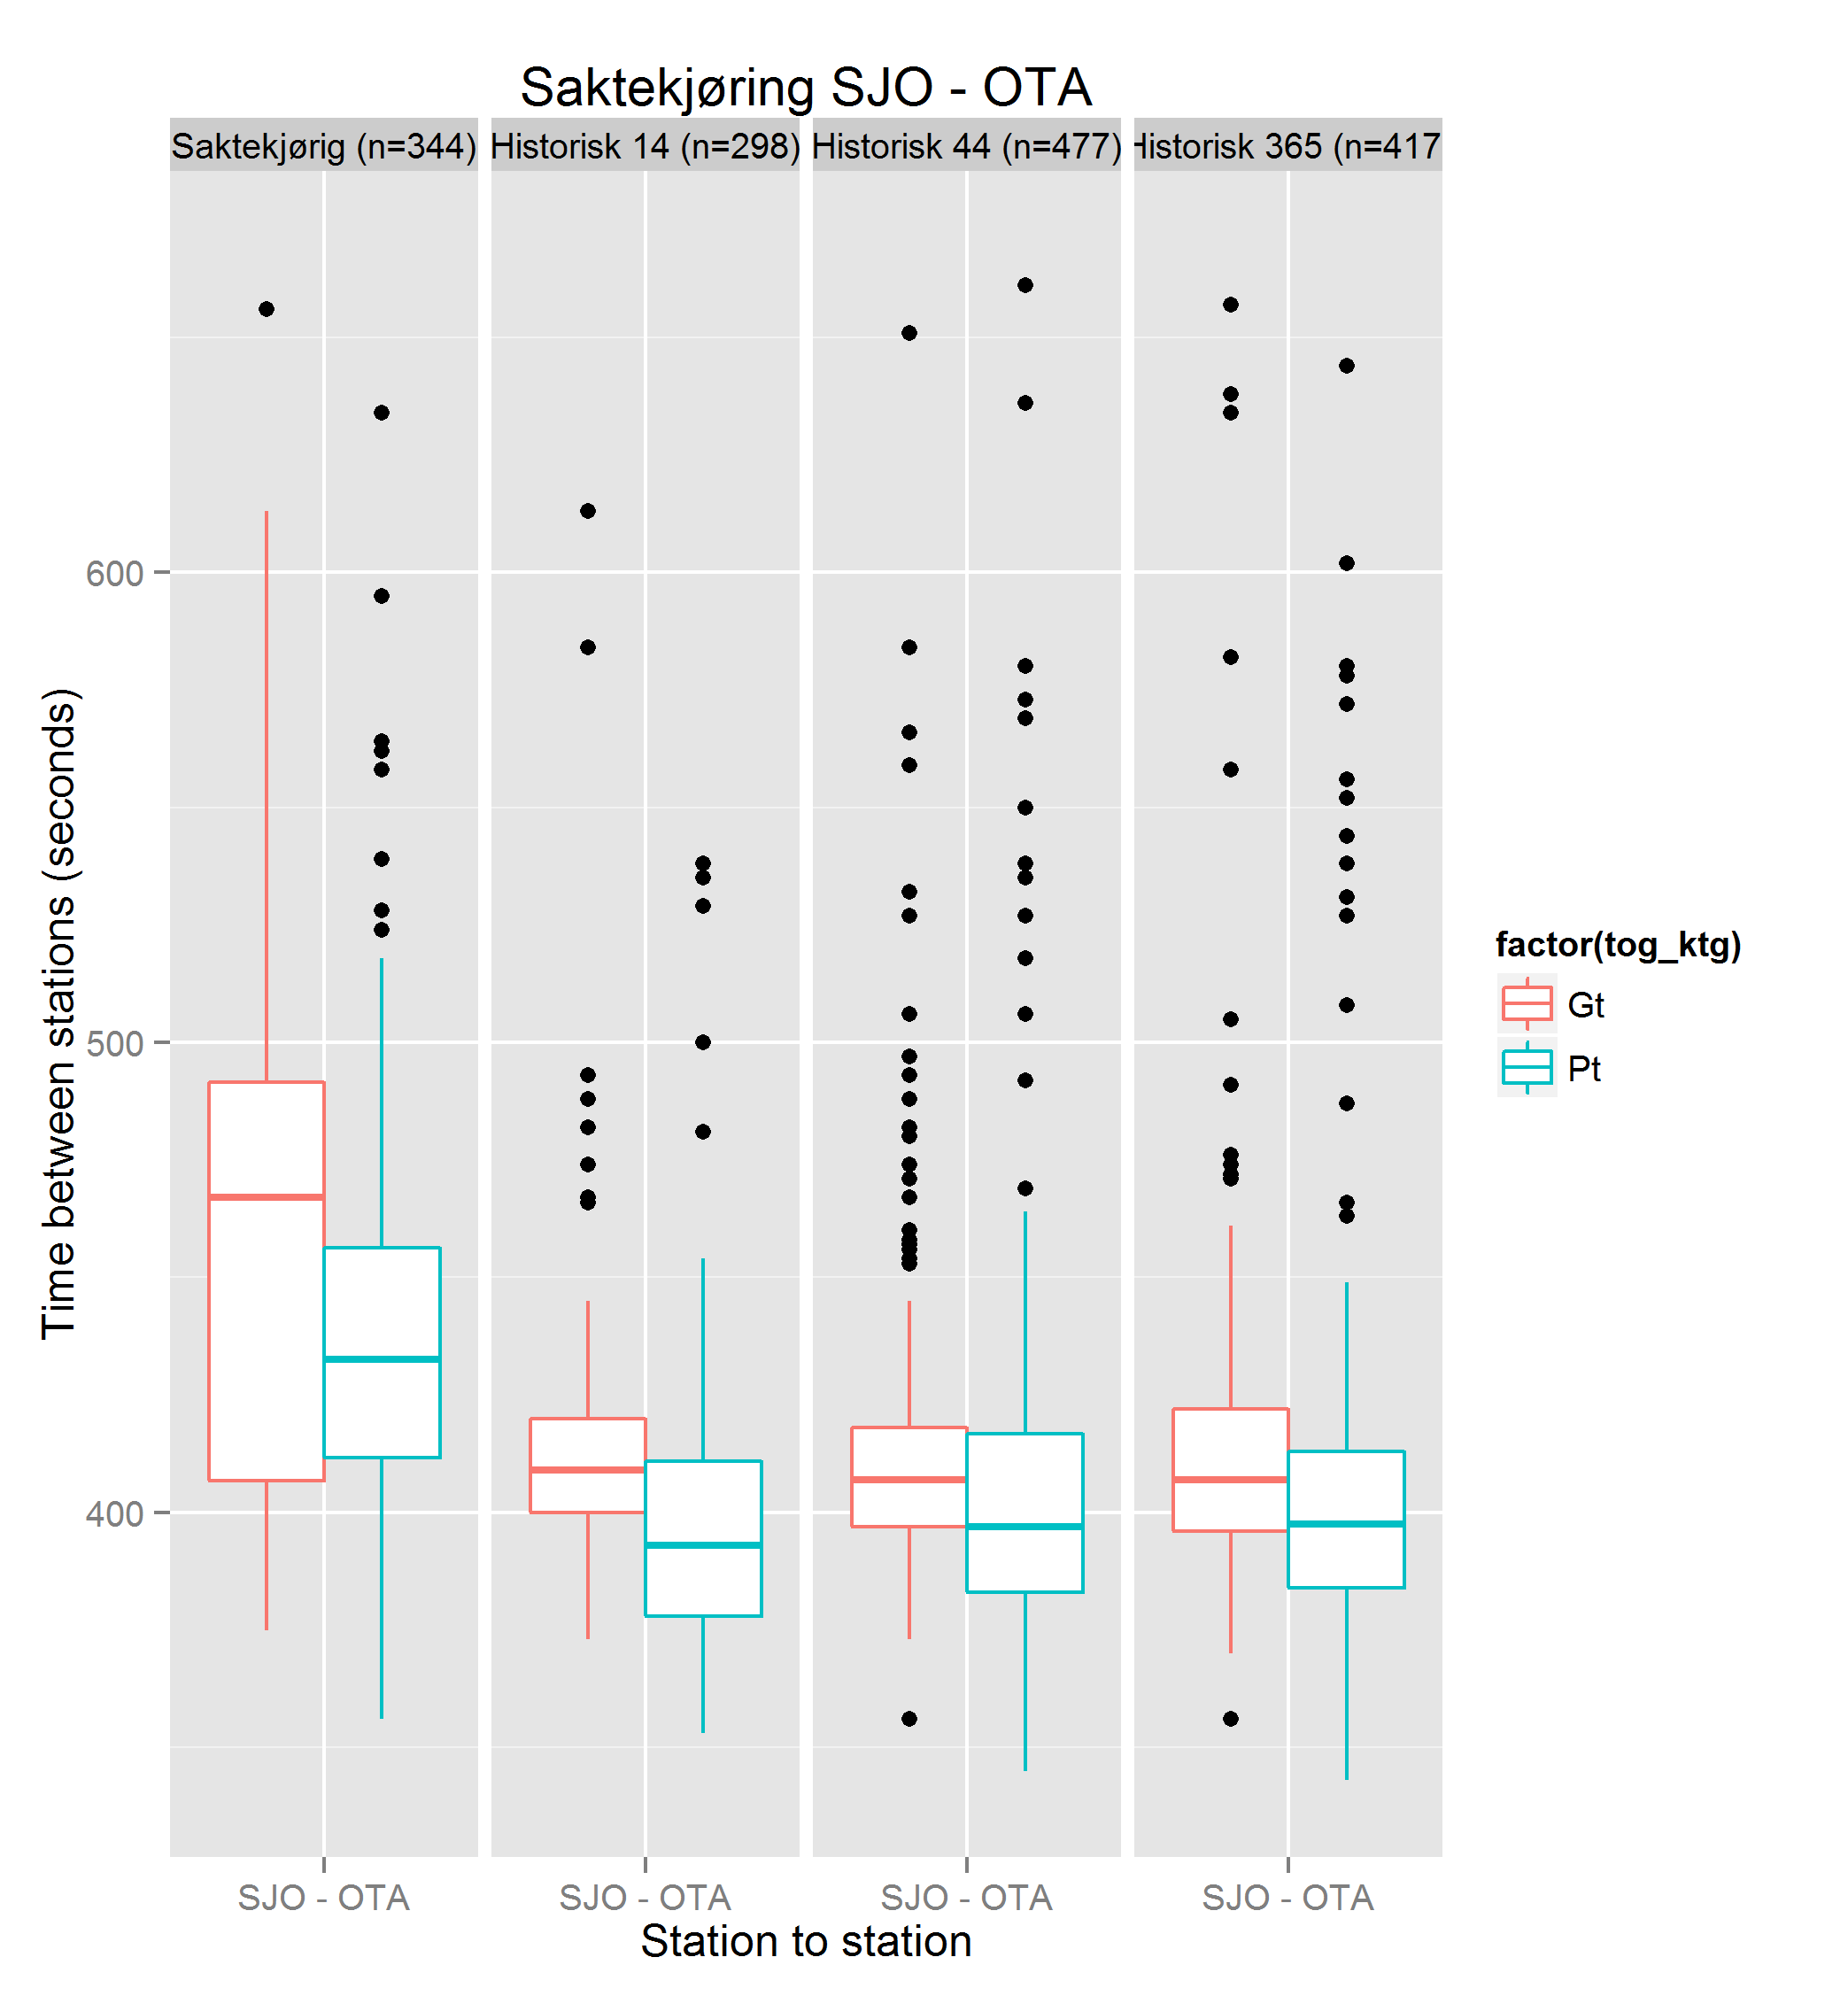 Saktekjøring SJO - OTA
Saktekjørig (n=344) Historisk 14 (n=298) Historisk 44 (n=477) Historisk 365 (n=417
600
500
400
Time between stations (seconds)
factor(tog_ktg)
Gt
Pt
SJO - OTA SJO - OTA SJO - OTA SJO - OTA
Station to station